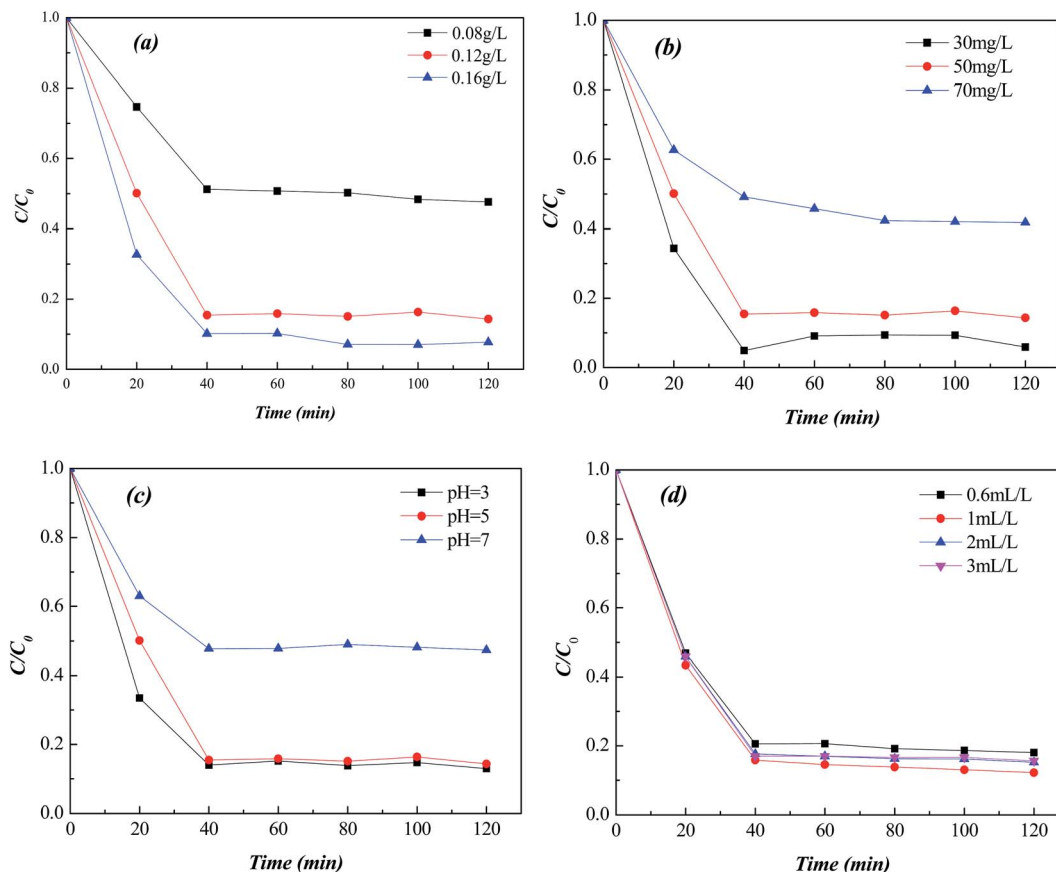 (a)
0.08g/L
0.12g/L
0.16g/L
C/C0
1.0
0.8
0.6
0.4
0.2
0.0
0 20 40 60 80 100 120
Time (min)
(b)
30mg/L
50mg/L
70mg/L
C/C0
1.0
0.8
0.6
0.4
0.2
0.0
0 20 40 60 80 100 120
Time (min)
(c)
pH=3
pH=5
pH=7
C/C0
1.0
0.8
0.6
0.4
0.2
0.0
0 20 40 60 80 100 120
Time (min)
(d)
0.6mL/L
1mL/L
2mL/L
3mL/L
C/C0
1.0
0.8
0.6
0.4
0.2
0.0
0 20 40 60 80 100 120
Time (min)